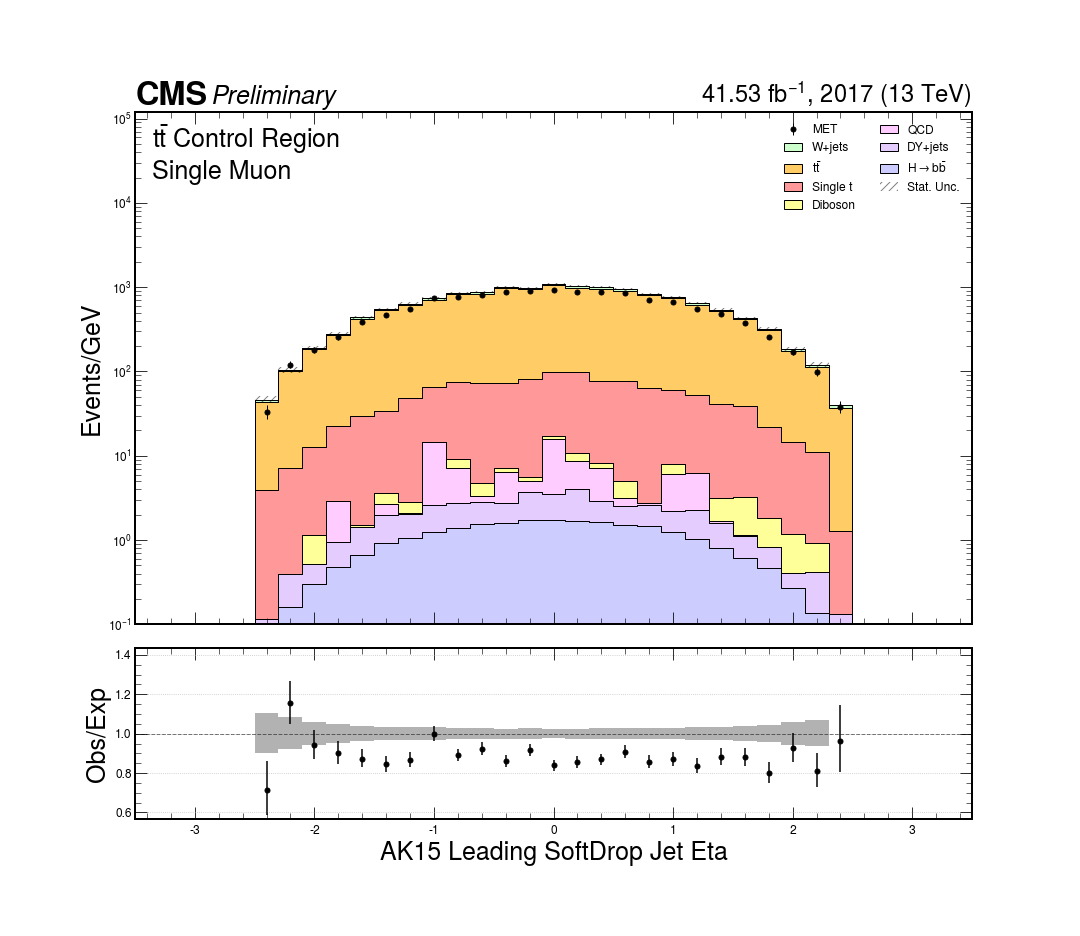 CMS Preliminary
41.53 fb⁻¹, 2017 (13 TeV)
tt̄ Control Region
Single Muon
MET
W+jets
tt̄
Single t
Diboson
QCD
DY+jets
H→bb̄
Stat. Unc.
Events/GeV
10⁵
10⁴
10³
10²
10¹
10⁰
10⁻¹
Obs/Exp
1.4
1.2
1.0
0.8
0.6
-3 -2 -1 0 1 2 3
AK15 Leading SoftDrop Jet Eta